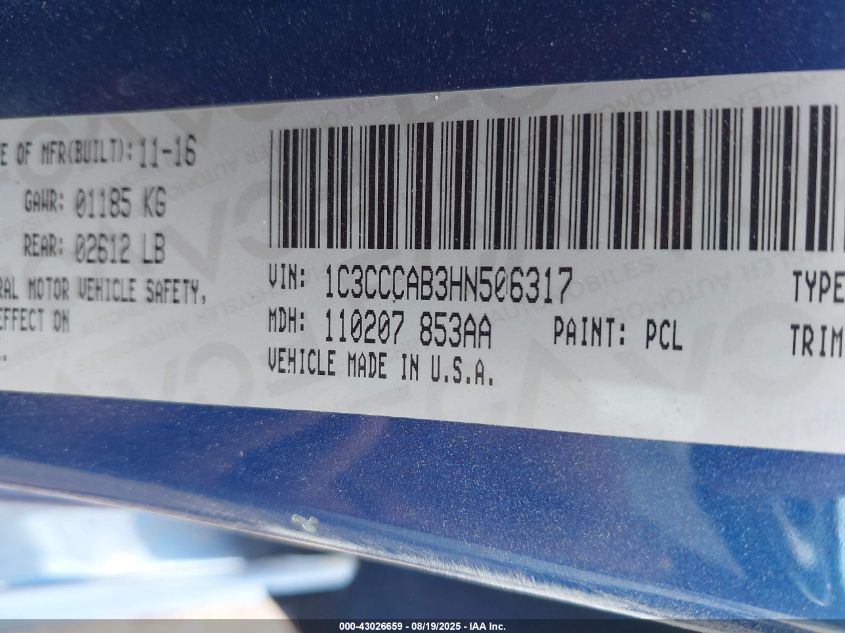 E OF MFR(BUILT): 11-16
GAWR: 01185 KG
REAR: 02612 LB
RAL MOTOR VEHICLE SAFETY,
EFFECT ON
VIN: 1C3CCCAB3HN506317
MDH: 110207 853AA PAINT: PCL
VEHICLE MADE IN U.S.A.
TYPE
TRIM
000-43026659 - 08/19/2025 - IAA Inc.